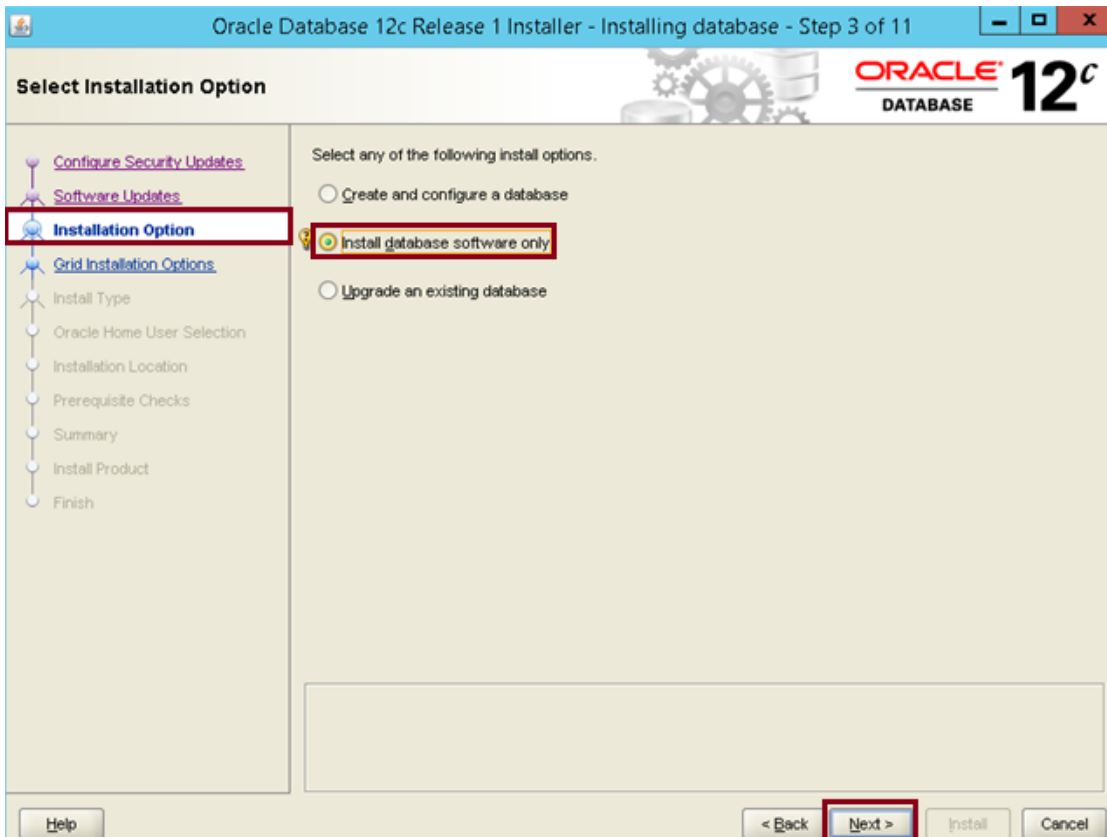 Oracle Database 12c Release 1 Installer - Installing database - Step 3 of 11
Select Installation Option
ORACLE DATABASE 12c
Configure Security Updates
Software Updates
Installation Option
Grid Installation Options
Install Type
Oracle Home User Selection
Installation Location
Prerequisite Checks
Summary
Install Product
Finish
Select any of the following install options.
Create and configure a database
Install database software only
Upgrade an existing database
Help
< Back
Next >
Install
Cancel